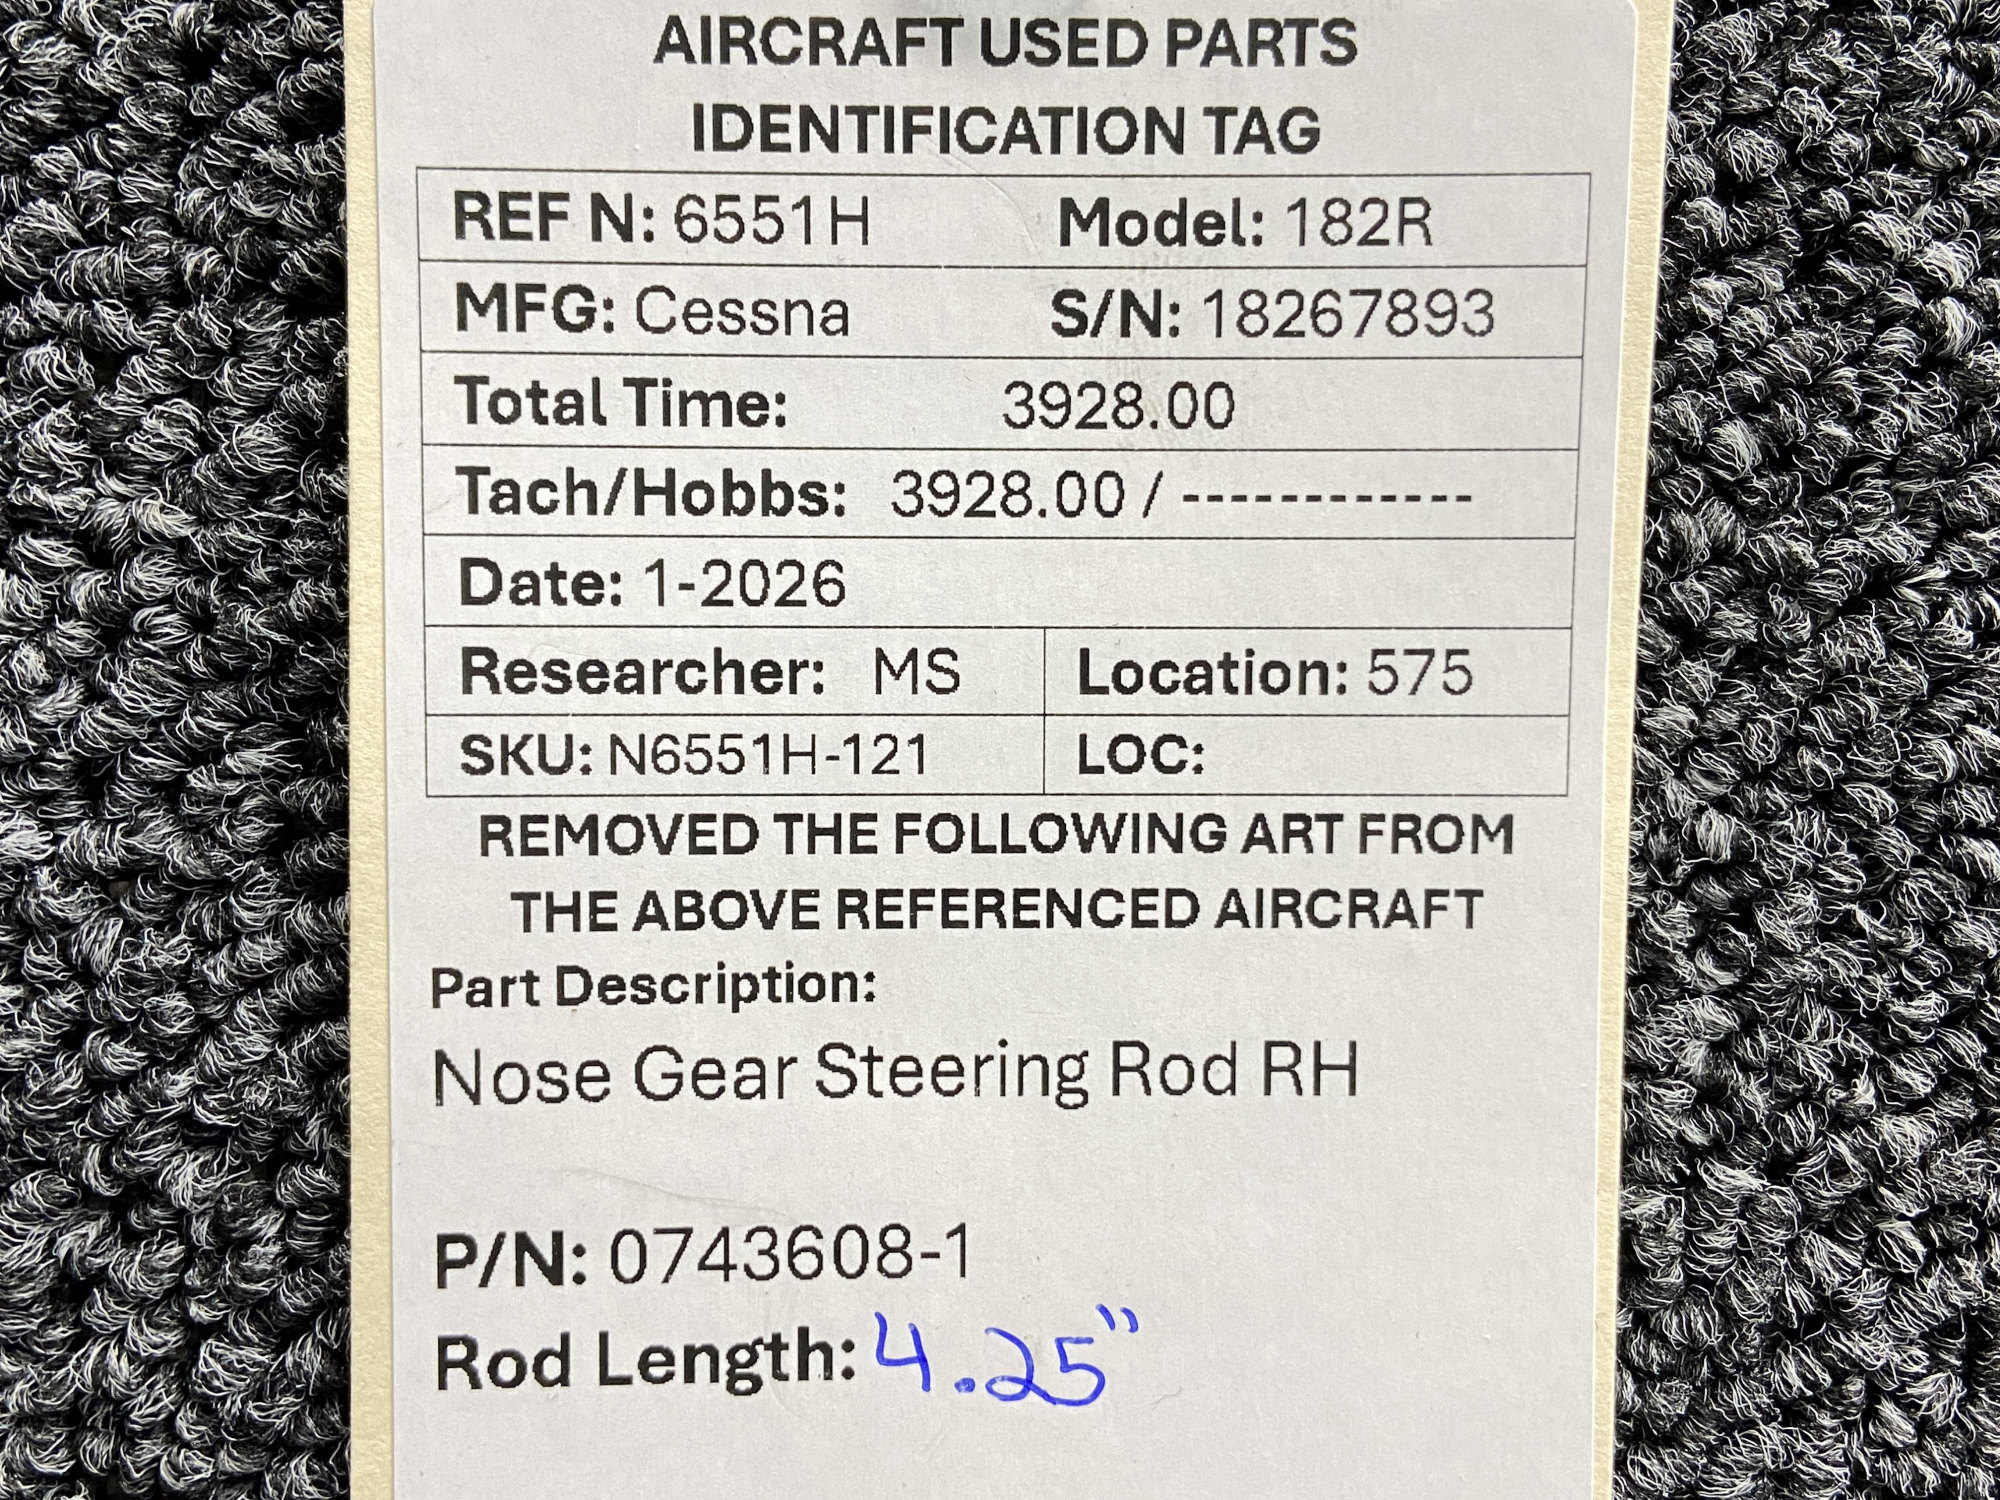 AIRCRAFT USED PARTS
IDENTIFICATION TAG
REF N: 6551H Model: 182R
MFG: Cessna S/N: 18267893
Total Time: 3928.00
Tach/Hobbs: 3928.00 / ------------
Date: 1-2026
Researcher: MS Location: 575
SKU: N6551H-121 LOC:
REMOVED THE FOLLOWING ART FROM
THE ABOVE REFERENCED AIRCRAFT
Part Description:
Nose Gear Steering Rod RH
P/N: 0743608-1
Rod Length: 4.25"